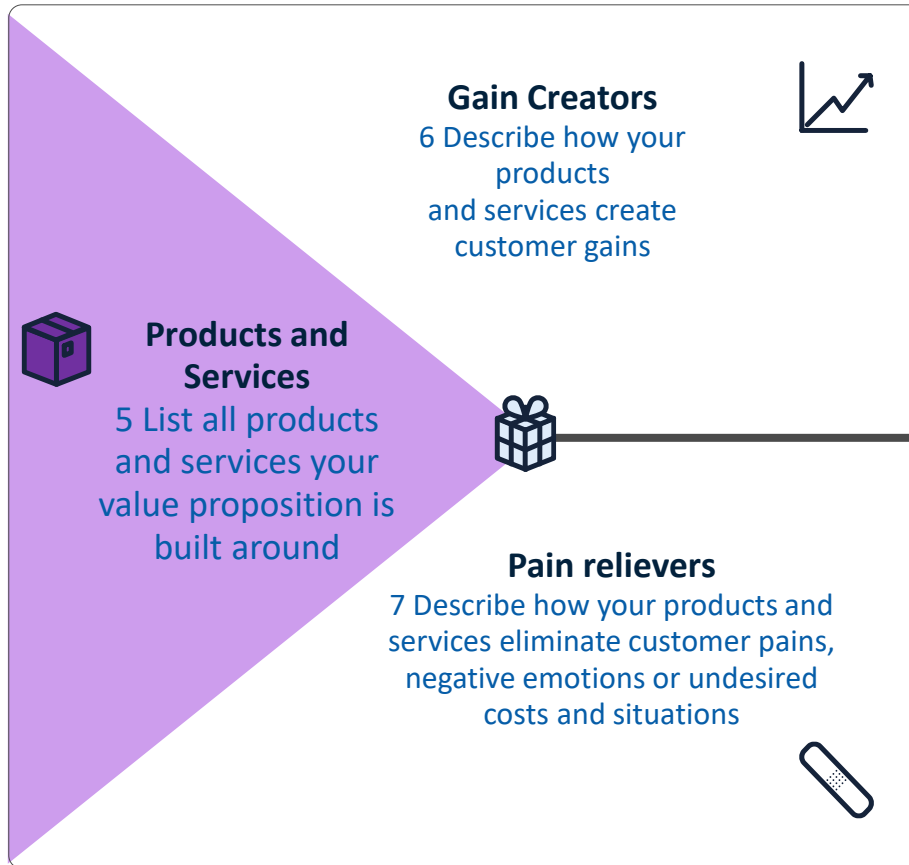 Gain Creators
6 Describe how your
products
and services create
customer gains
Products and
Services
5 List all products
and services your
value proposition is
built around
Pain relievers
7 Describe how your products and
services eliminate customer pains,
negative emotions or undesired
costs and situations